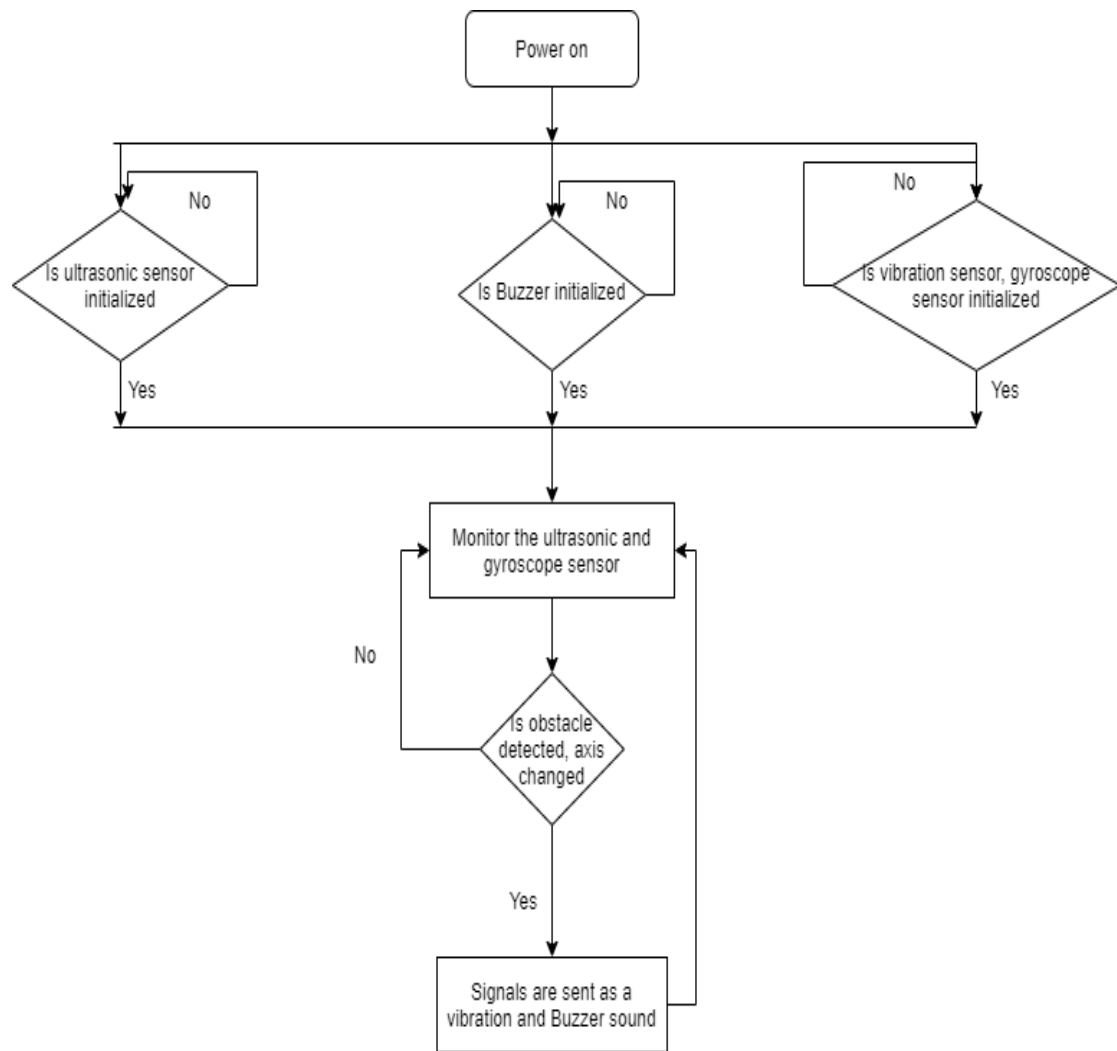 Power on
No
No
No
Is ultrasonic sensor
initialized
Is Buzzer initialized
Is vibration sensor, gyroscope
sensor initialized
Yes
Yes
Yes
Monitor the ultrasonic and
gyroscope sensor
No
Is obstacle
detected, axis
changed
Yes
Signals are sent as a
vibration and Buzzer sound